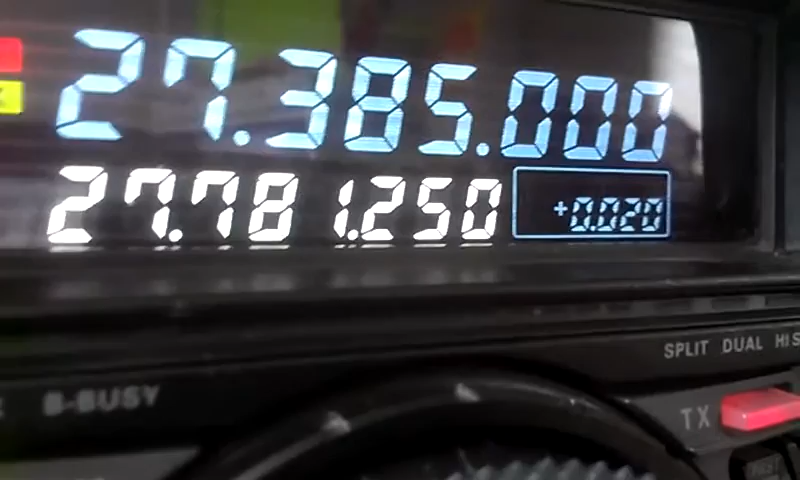 27.385.000
27.781.250 +0.020
SPLIT DUAL
B-BUSY
TX